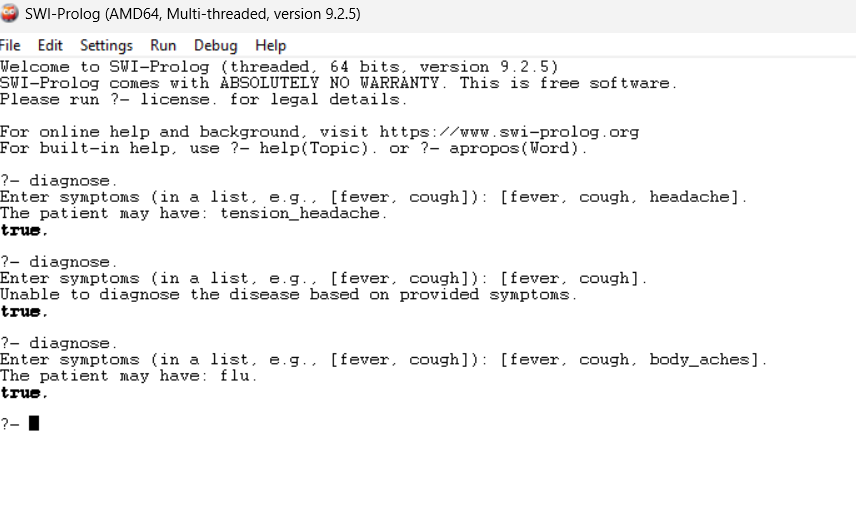 SWI-Prolog (AMD64, Multi-threaded, version 9.2.5)
File Edit Settings Run Debug Help
Welcome to SWI-Prolog (threaded, 64 bits, version 9.2.5)
SWI-Prolog comes with ABSOLUTELY NO WARRANTY. This is free software.
Please run ?- license. for legal details.
For online help and background, visit https://www.swi-prolog.org
For built-in help, use ?- help(Topic). or ?- apropos(Word).
?- diagnose.
Enter symptoms (in a list, e.g., [fever, cough]): [fever, cough, headache].
The patient may have: tension_headache.
true.
?- diagnose.
Enter symptoms (in a list, e.g., [fever, cough]): [fever, cough].
Unable to diagnose the disease based on provided symptoms.
true.
?- diagnose.
Enter symptoms (in a list, e.g., [fever, cough]): [fever, cough, body_aches].
The patient may have: flu.
true.
?-